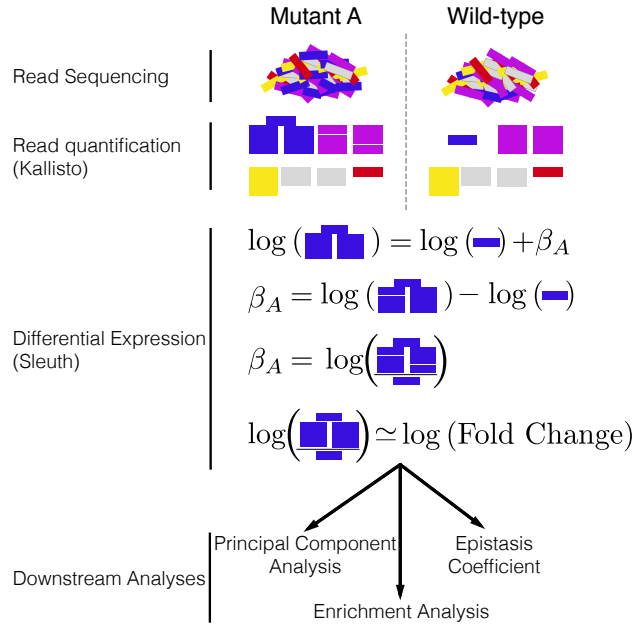 Mutant A
Wild-type
Read Sequencing
Read quantification
(Kallisto)
log ( ) = log ( ) + β_A
β_A = log ( ) − log ( )
Differential Expression
(Sleuth)
β_A = log( )
log( ) ≃ log (Fold Change)
Principal Component
Analysis
Epistasis
Coefficient
Downstream Analyses
Enrichment Analysis